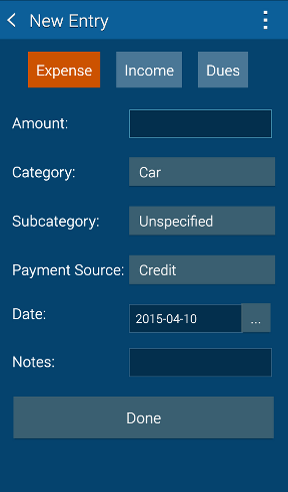 New Entry
Expense Income Dues
Amount:
Category: Car
Subcategory: Unspecified
Payment Source: Credit
Date: 2015-04-10 ...
Notes:
Done